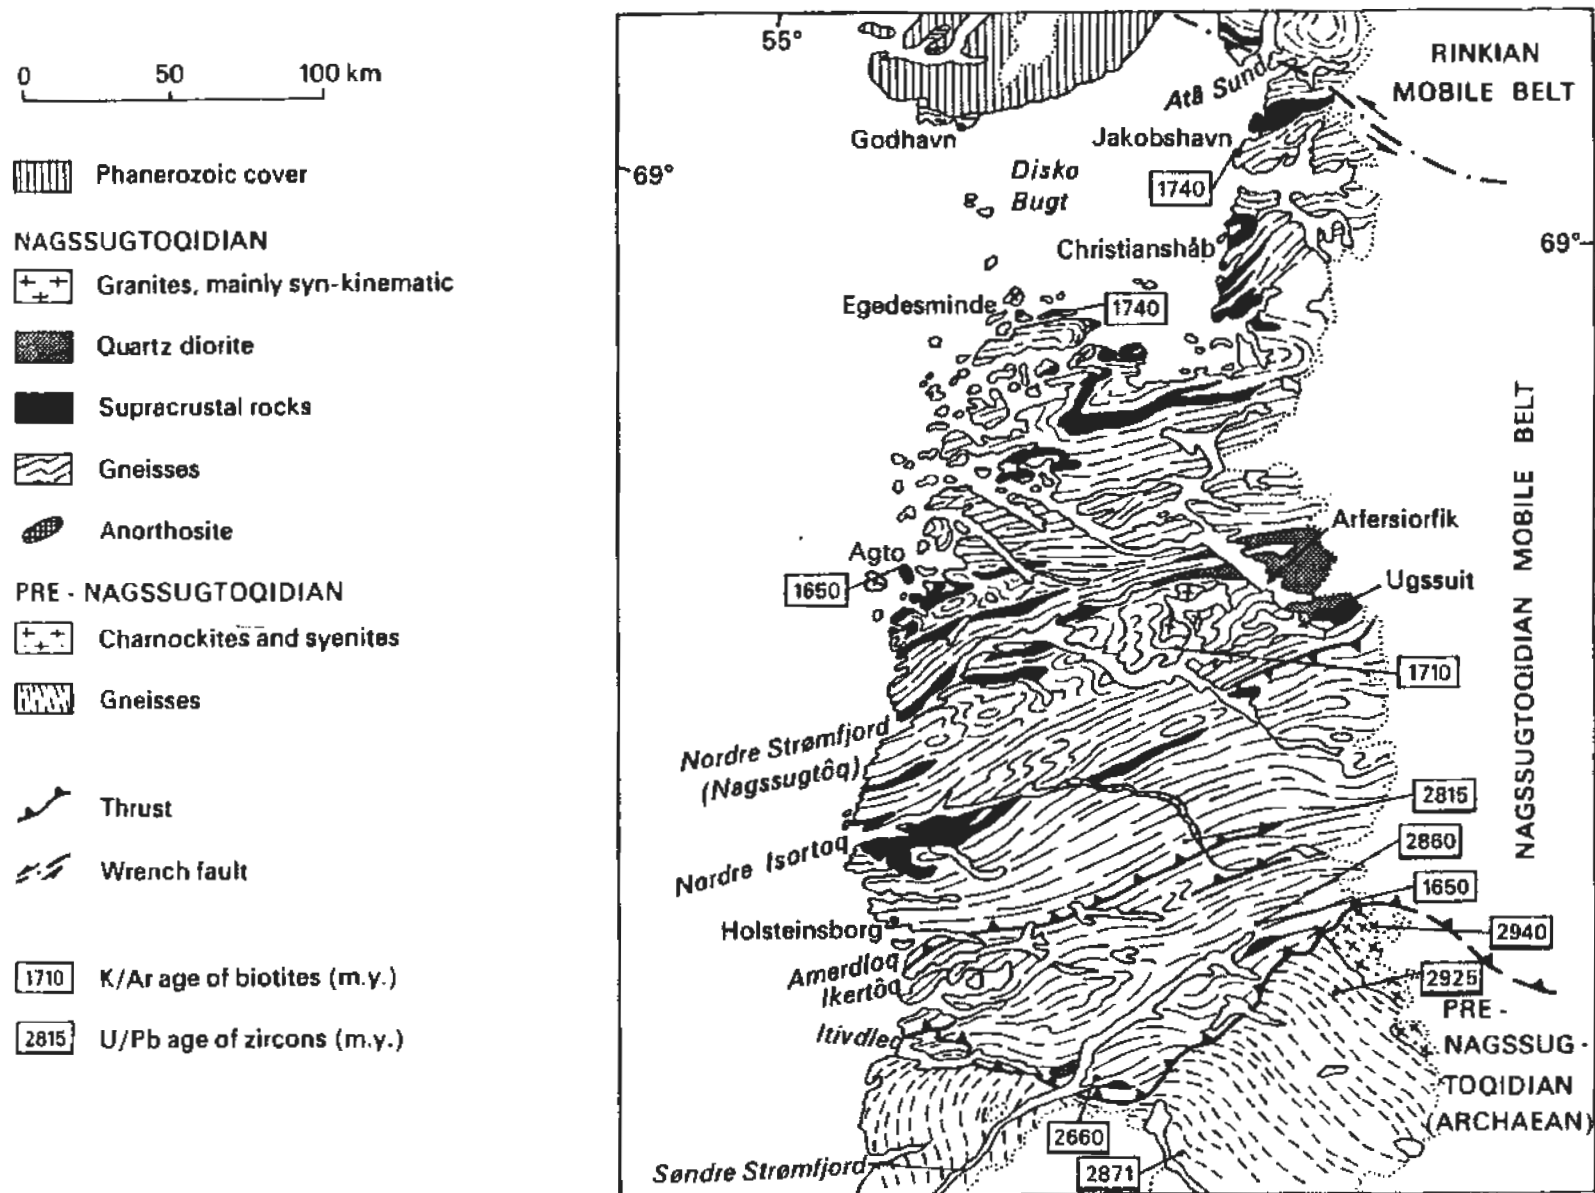 0 50 100 km
Phanerozoic cover
NAGSSUGTOQIDIAN
Granites, mainly syn-kinematic
Quartz diorite
Supracrustal rocks
Gneisses
Anorthosite
PRE - NAGSSUGTOQIDIAN
Charnockites and syenites
Gneisses
Thrust
Wrench fault
1710 K/Ar age of biotites (m.y.)
2815 U/Pb age of zircons (m.y.)
55°
RINKIAN
MOBILE BELT
Atå Sund
Godhavn
Jakobshavn
69°
Disko
Bugt
1740
Christianshåb
69°
Egedesminde
1740
NAGSSUGTOQIDIAN MOBILE BELT
Arfersiorfik
Agto
1650
Ugssuit
1710
Nordre Strømfjord
(Nagssugtôq)
2815
2860
Nordre Isortoq
1650
Holsteinsborg
2940
Amerdloq
Ikertôq
2925
PRE -
Itivdleq
NAGSSUG -
TOQIDIAN
(ARCHAEAN)
2660
Søndre Strømfjord
2871